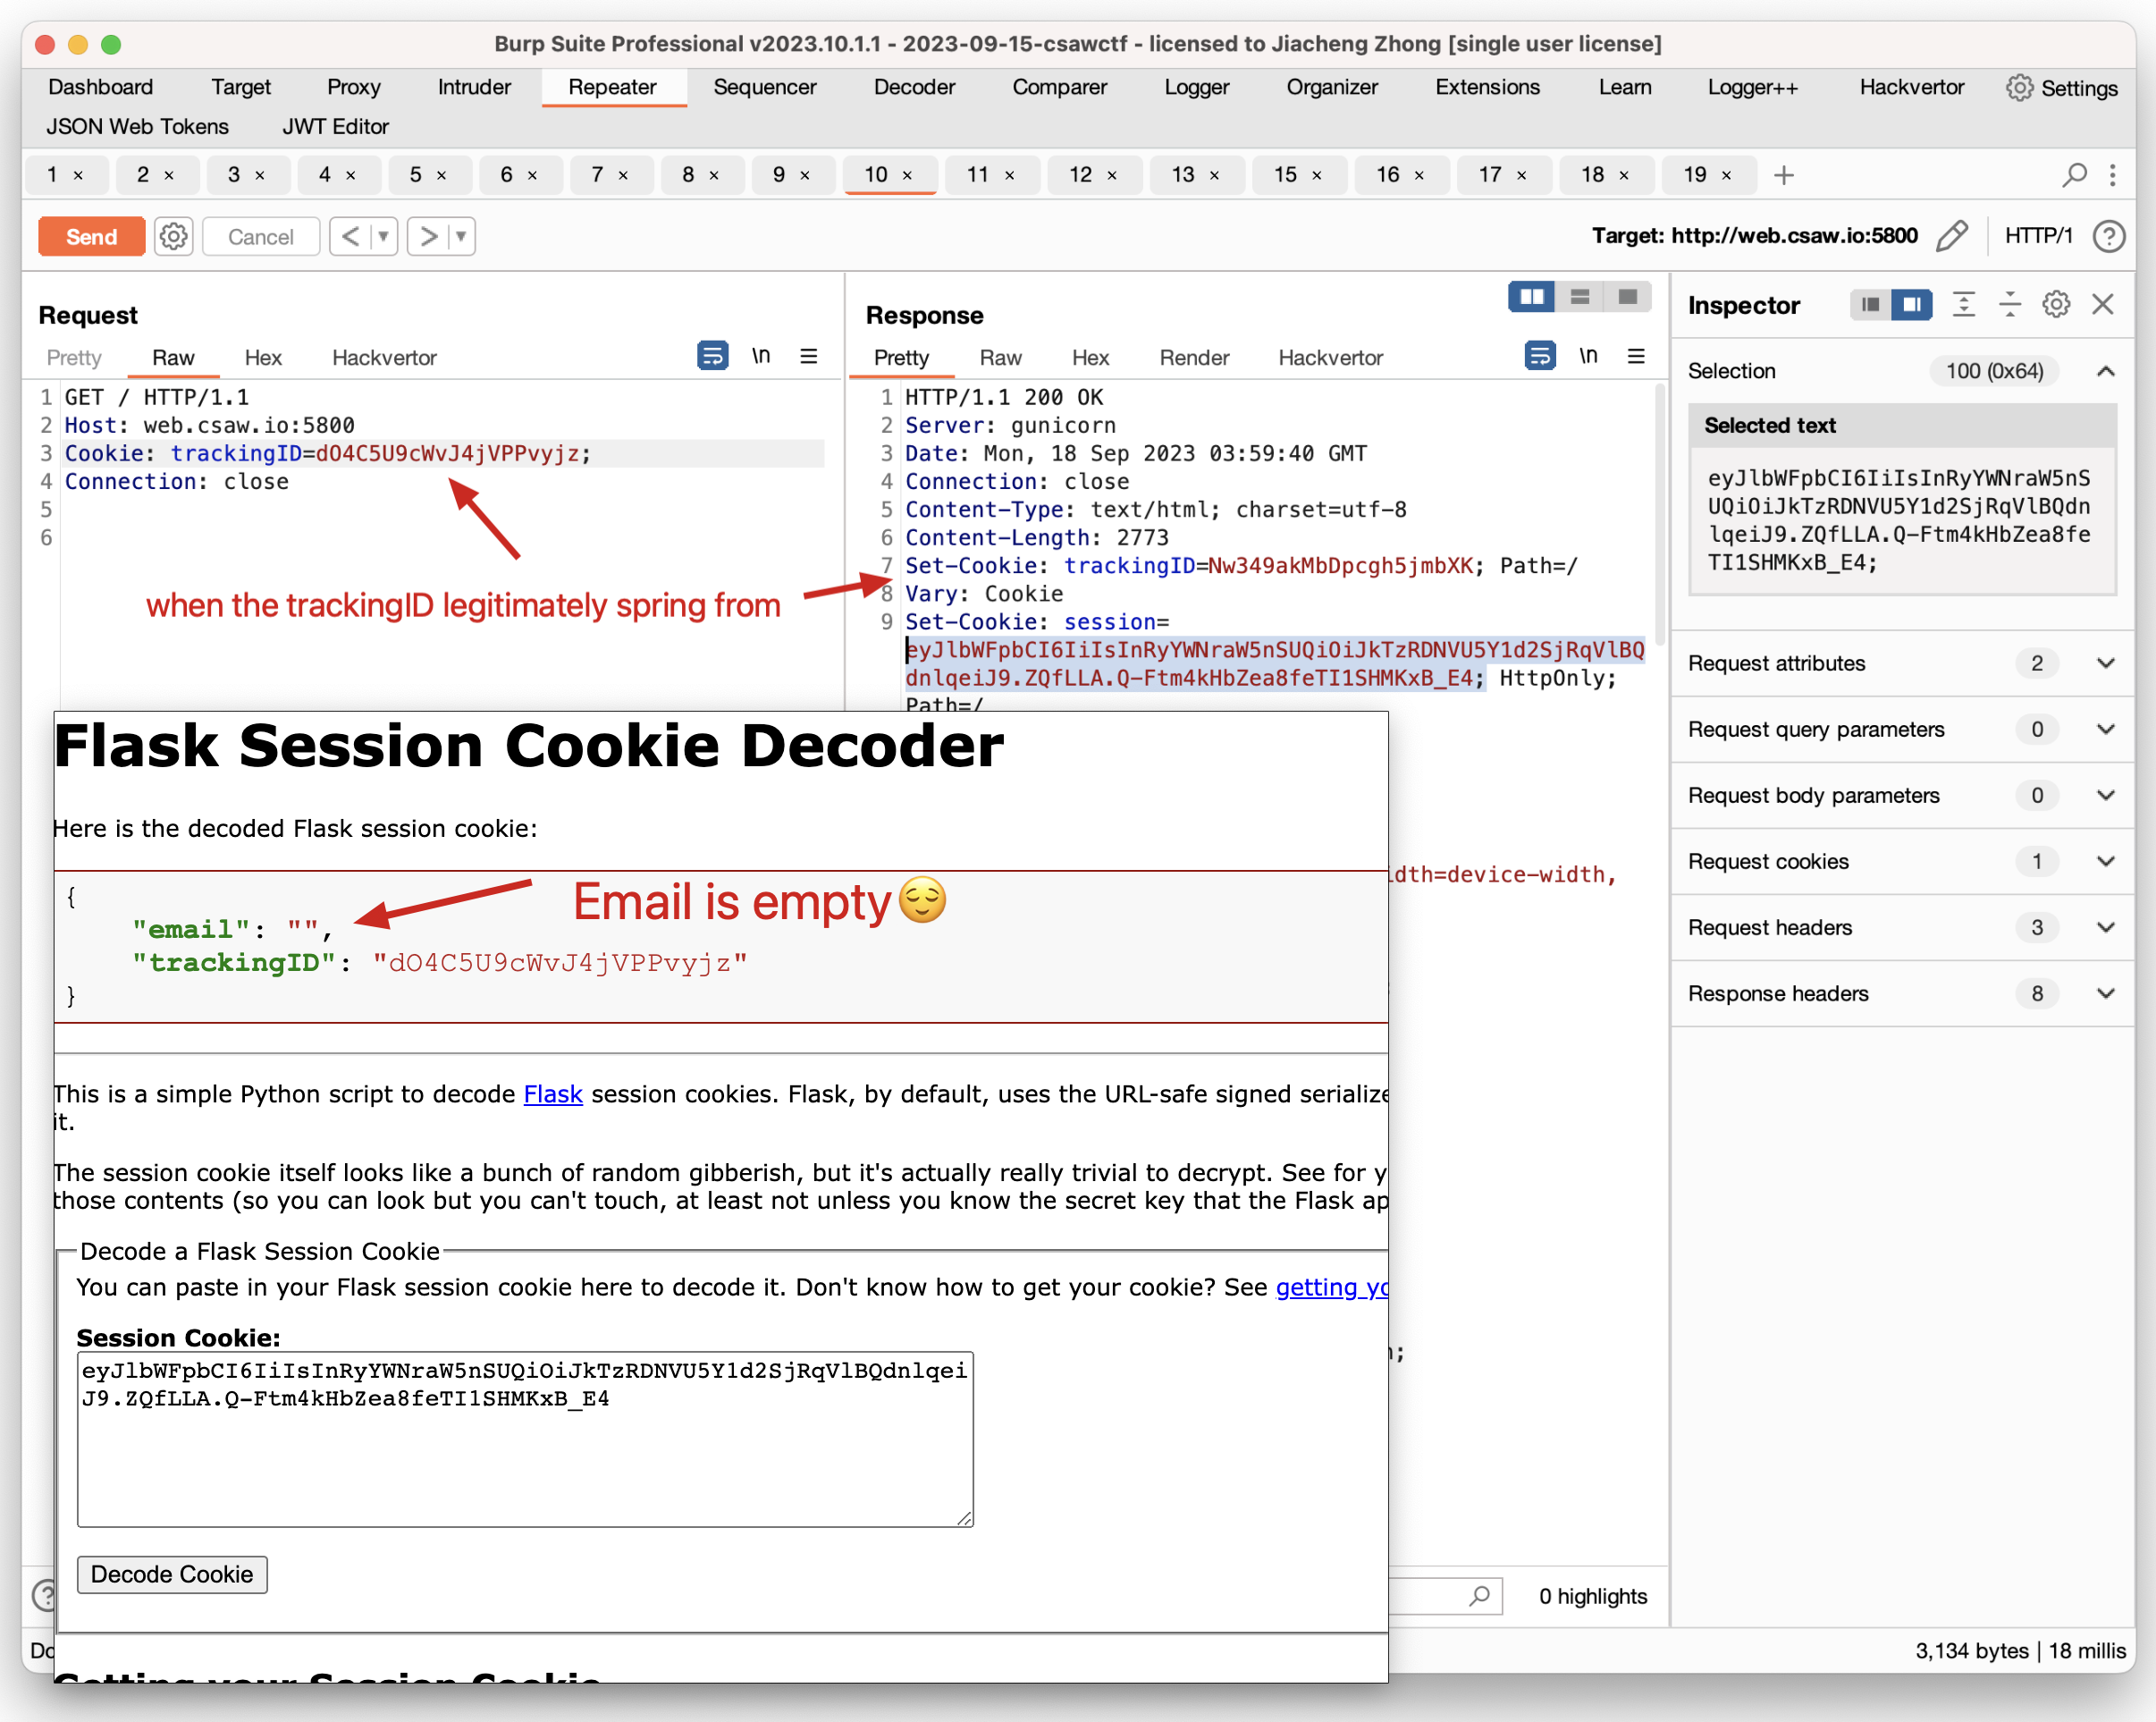 Burp Suite Professional v2023.10.1.1 - 2023-09-15-csawctf - licensed to Jiacheng Zhong [single user license]
Dashboard Target Proxy Intruder Repeater Sequencer Decoder Comparer Logger Organizer Extensions Learn Logger++ Hackvertor Settings
JSON Web Tokens JWT Editor
1 × 2 × 3 × 4 × 5 × 6 × 7 × 8 × 9 × 10 × 11 × 12 × 13 × 15 × 16 × 17 × 18 × 19 × +
Send Cancel < > Target: http://web.csaw.io:5800 HTTP/1 ?
Request
Pretty Raw Hex Hackvertor \n
1 GET / HTTP/1.1
2 Host: web.csaw.io:5800
3 Cookie: trackingID=dO4C5U9cWvJ4jVPPvyjz;
4 Connection: close
5
6
when the trackingID legitimately spring from
Response
Pretty Raw Hex Render Hackvertor \n
1 HTTP/1.1 200 OK
2 Server: gunicorn
3 Date: Mon, 18 Sep 2023 03:59:40 GMT
4 Connection: close
5 Content-Type: text/html; charset=utf-8
6 Content-Length: 2773
7 Set-Cookie: trackingID=Nw349akMbDpcgh5jmbXK; Path=/
8 Vary: Cookie
9 Set-Cookie: session=
eyJlbWFpbCI6IiIsInRyYWNraW5nSUQiOiJkTzRDNVU5Y1d2SjRqVlBQ
dnlqeiJ9.ZQfLLA.Q-Ftm4kHbZea8feTI1SHMKxB_E4; HttpOnly;
Path=/
idth=device-width,
;
Inspector
Selection 100 (0x64)
Selected text
eyJlbWFpbCI6IiIsInRyYWNraW5nS
UQiOiJkTzRDNVU5Y1d2SjRqVlBQdn
lqeiJ9.ZQfLLA.Q-Ftm4kHbZea8fe
TI1SHMKxB_E4;
Request attributes 2
Request query parameters 0
Request body parameters 0
Request cookies 1
Request headers 3
Response headers 8
Flask Session Cookie Decoder
Here is the decoded Flask session cookie:
{
"email": "",
"trackingID": "dO4C5U9cWvJ4jVPPvyjz"
}
Email is empty😌
This is a simple Python script to decode Flask session cookies. Flask, by default, uses the URL-safe signed serialize
it.
The session cookie itself looks like a bunch of random gibberish, but it's actually really trivial to decrypt. See for y
those contents (so you can look but you can't touch, at least not unless you know the secret key that the Flask ap
Decode a Flask Session Cookie
You can paste in your Flask session cookie here to decode it. Don't know how to get your cookie? See getting yo
Session Cookie:
eyJlbWFpbCI6IiIsInRyYWNraW5nSUQiOiJkTzRDNVU5Y1d2SjRqVlBQdnlqei
J9.ZQfLLA.Q-Ftm4kHbZea8feTI1SHMKxB_E4
Decode Cookie
Getting your Session Cookie
? 0 highlights
Do 3,134 bytes | 18 millis